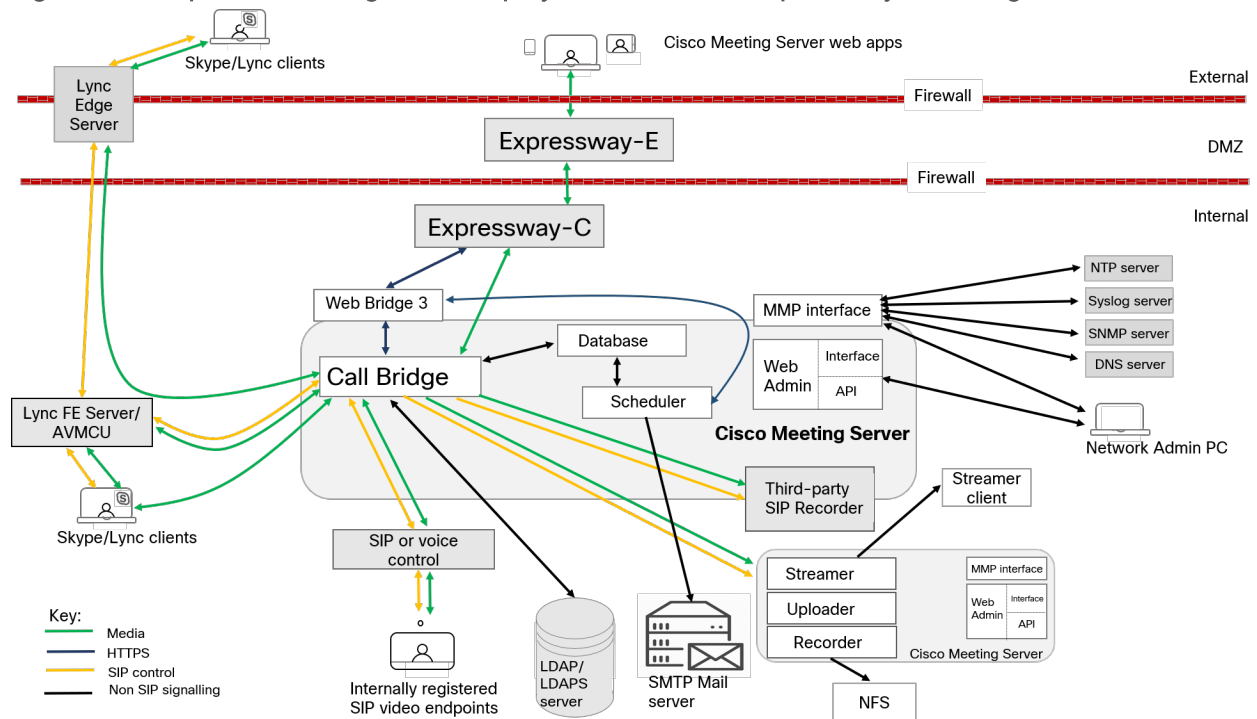 Skype/Lync clients
Cisco Meeting Server web apps
External
Lync
Edge
Server
Firewall
Expressway-E
DMZ
Firewall
Internal
Expressway-C
NTP server
Web Bridge 3
MMP interface
Syslog server
SNMP server
DNS server
Database
Web
Admin
Interface
API
Call Bridge
Scheduler
Lync FE Server/
AVMCU
Cisco Meeting Server
Network Admin PC
Third-party
SIP Recorder
Streamer
client
Skype/Lync clients
SIP or voice
control
Streamer
Uploader
Recorder
MMP interface
Web
Admin
Interface
API
Cisco Meeting Server
Key:
Media
HTTPS
SIP control
Non SIP signalling
Internally registered
SIP video endpoints
LDAP/
LDAPS
server
SMTP Mail
server
NFS